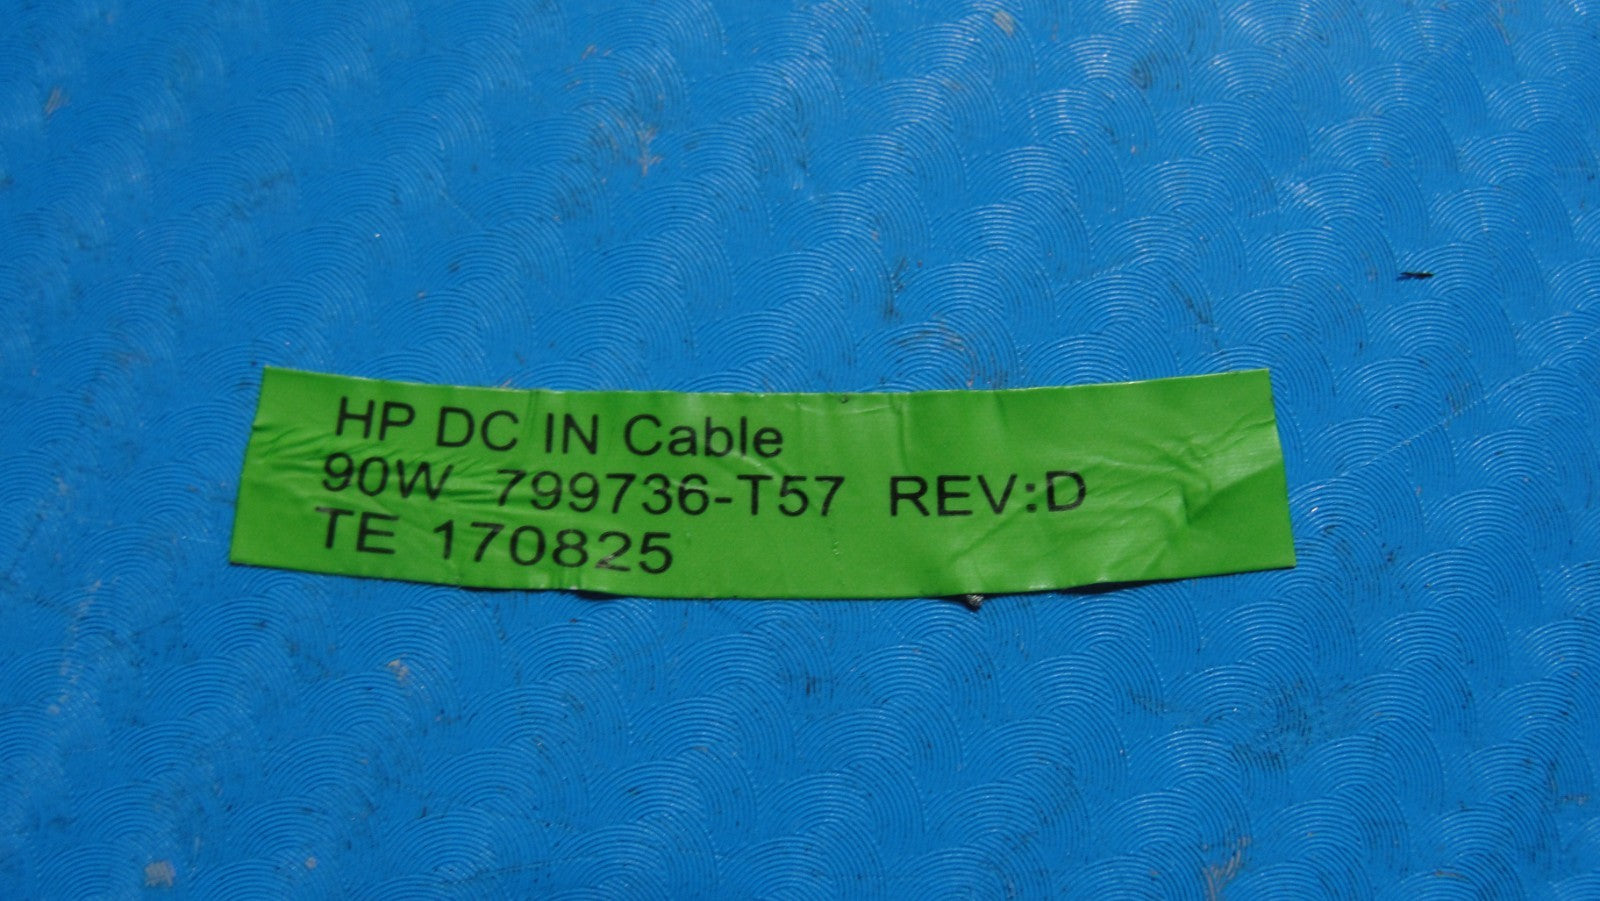 HP DC IN Cable
90W 799736-T57 REV:D
TE 170825